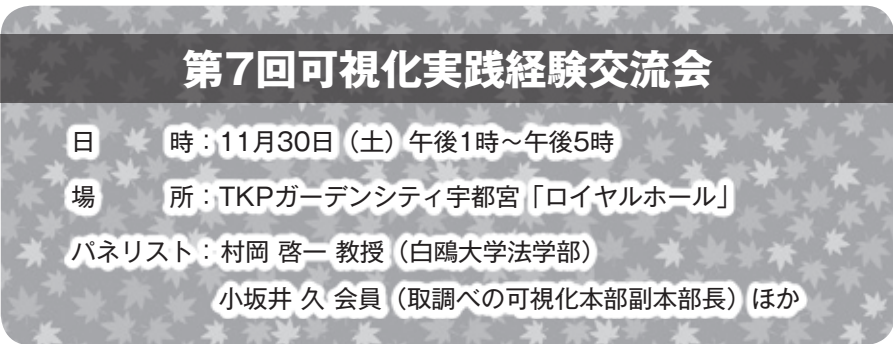 第7回可視化実践経験交流会
日　　時：11月30日（土）午後1時～午後5時
場　　所：TKPガーデンシティ宇都宮「ロイヤルホール」
パネリスト：村岡 啓一 教授（白鴎大学法学部）
小坂井 久 会員（取調べの可視化本部副本部長）ほか